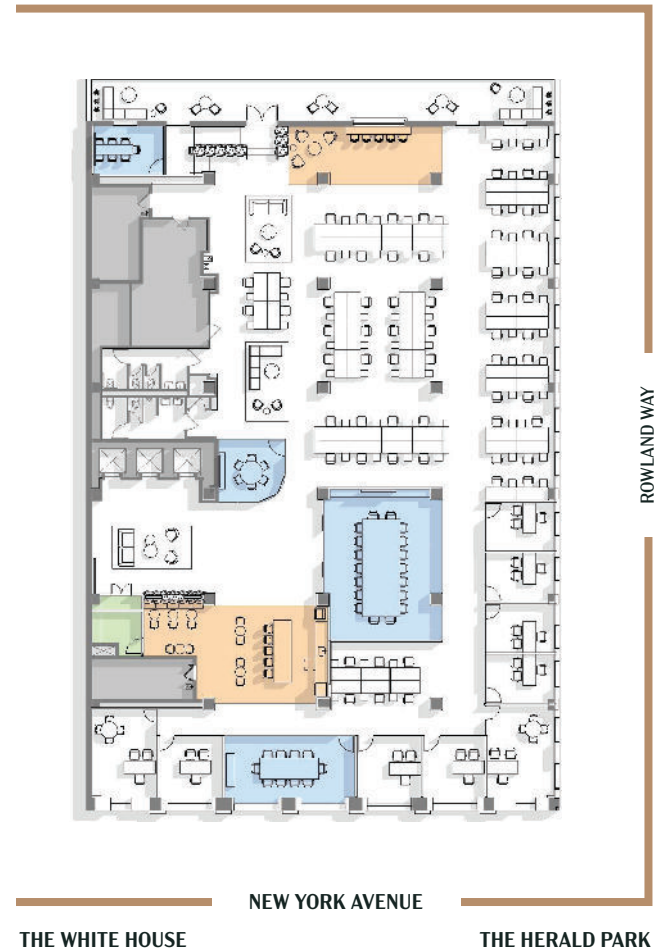 ROWLAND WAY
NEW YORK AVENUE
THE WHITE HOUSE
THE HERALD PARK